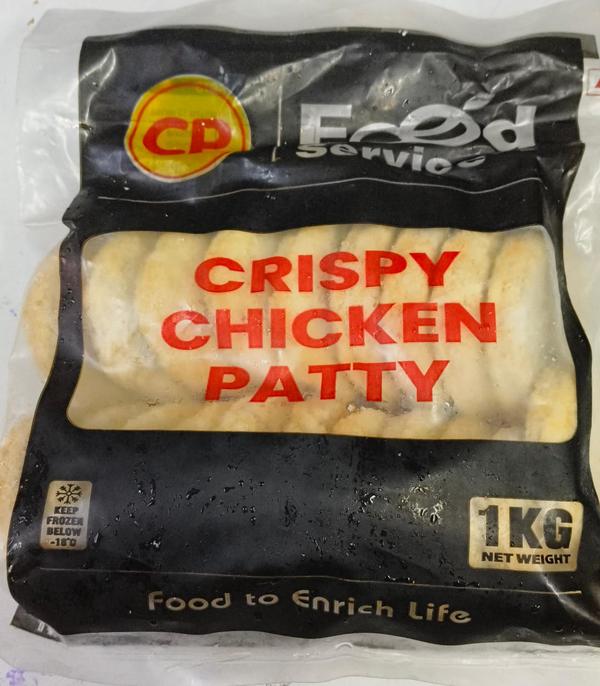 CP
Food
Service
CRISPY
CHICKEN
PATTY
KEEP
FROZEN
BELOW
-18°C
1KG
NET WEIGHT
Food to Enrich Life